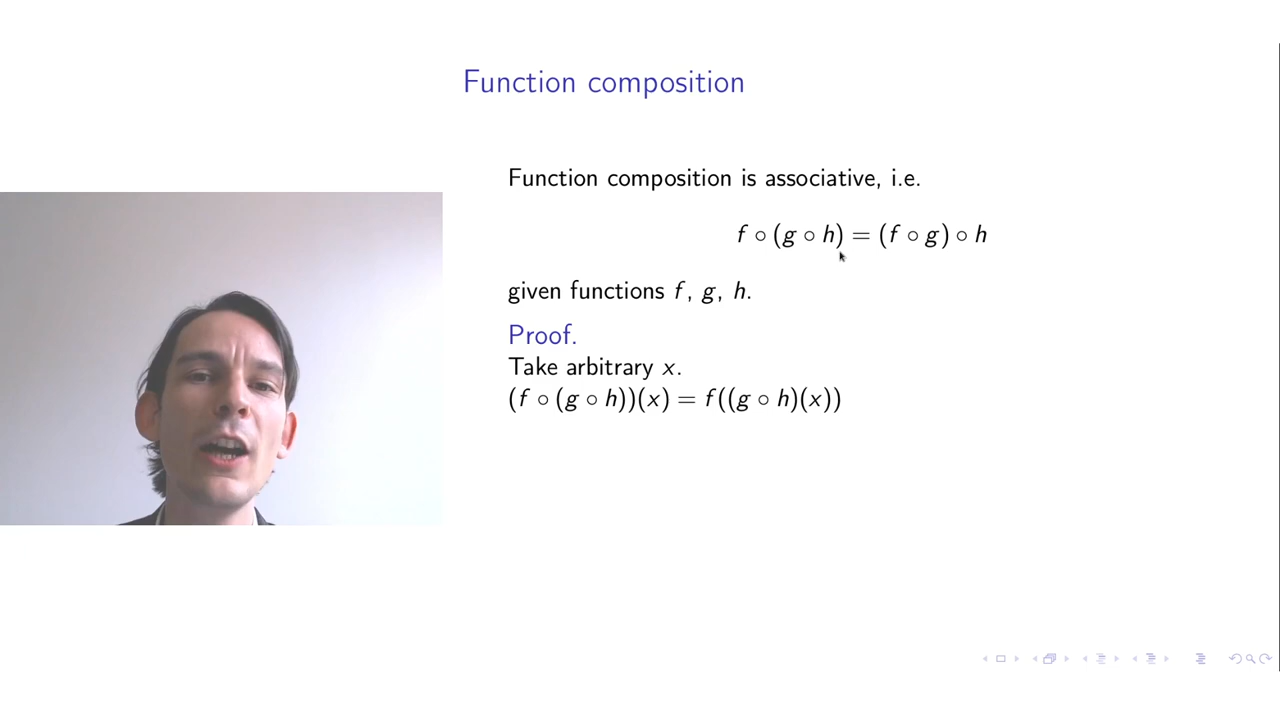 Function composition
Function composition is associative, i.e.
f ∘ (g ∘ h) = (f ∘ g) ∘ h
given functions f, g, h.
Proof.
Take arbitrary x.
(f ∘ (g ∘ h))(x) = f((g ∘ h)(x))